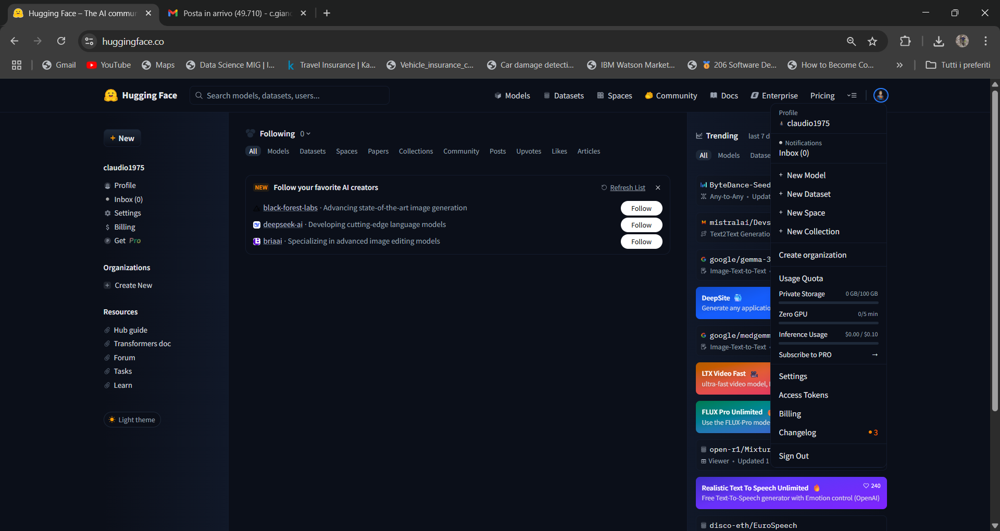 Hugging Face – The AI commu
Posta in arrivo (49.710) - c.gian
huggingface.co
Gmail
YouTube
Maps
Data Science MIG | I...
Travel Insurance | Ka...
Vehicle_insurance_c...
Car damage detecti...
IBM Watson Market...
206 Software De...
How to Become Co...
Tutti i preferiti
Hugging Face
Search models, datasets, users...
Models
Datasets
Spaces
Community
Docs
Enterprise
Pricing
+ New
claudio1975
Profile
Inbox (0)
Settings
Billing
Get Pro
Organizations
Create New
Resources
Hub guide
Transformers doc
Forum
Tasks
Learn
Light theme
Following 0
All
Models
Datasets
Spaces
Papers
Collections
Community
Posts
Upvotes
Likes
Articles
NEW Follow your favorite AI creators
Refresh List
black-forest-labs · Advancing state-of-the-art image generation
Follow
deepseek-ai · Developing cutting-edge language models
Follow
briaai · Specializing in advanced image editing models
Follow
Trending last 7 d
All
Models
Datase
ByteDance-Seed
Any-to-Any • Updat
mistralai/Devs
Text2Text Generatio
google/gemma-3
Image-Text-to-Text
DeepSite
Generate any applicatio
google/medgemm
Image-Text-to-Text
LTX Video Fast
ultra-fast video model,
FLUX Pro Unlimited
Use the FLUX-Pro mode
open-r1/Mixtur
Viewer • Updated 1
Realistic Text To Speech Unlimited
240
Free Text-To-Speech generator with Emotion control (OpenAI)
disco-eth/EuroSpeech
Profile
claudio1975
Notifications
Inbox (0)
+ New Model
+ New Dataset
+ New Space
+ New Collection
Create organization
Usage Quota
Private Storage 0 GB/100 GB
Zero GPU 0/5 min
Inference Usage $0.00 / $0.10
Subscribe to PRO →
Settings
Access Tokens
Billing
Changelog • 3
Sign Out